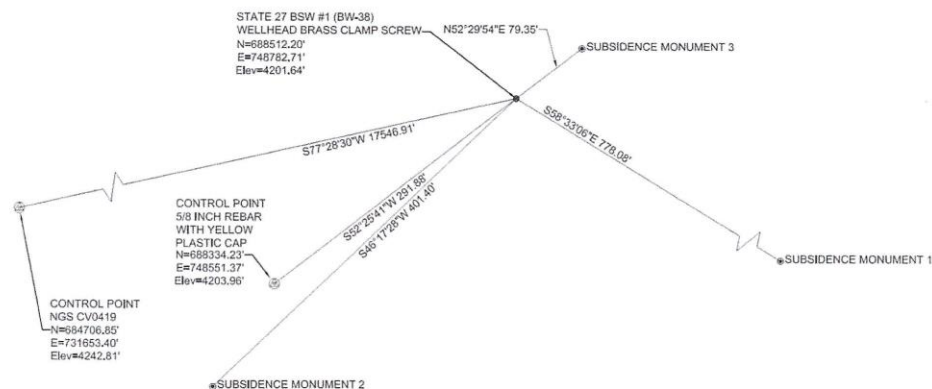 STATE 27 BSW #1 (BW-38)
WELLHEAD BRASS CLAMP SCREW
N=688512.20'
E=748782.71'
Elev=4201.64'
N52°29'54"E 79.35'
SUBSIDENCE MONUMENT 3
S77°28'30"W 17546.91'
S58°33'06"E 778.08'
CONTROL POINT
5/8 INCH REBAR
WITH YELLOW
PLASTIC CAP
N=688334.23'
E=748551.37'
Elev=4203.96'
S52°25'41"W 291.88'
S46°17'28"W 401.40'
SUBSIDENCE MONUMENT 1
CONTROL POINT
NGS CV0419
N=684706.85'
E=731653.40'
Elev=4242.81'
SUBSIDENCE MONUMENT 2